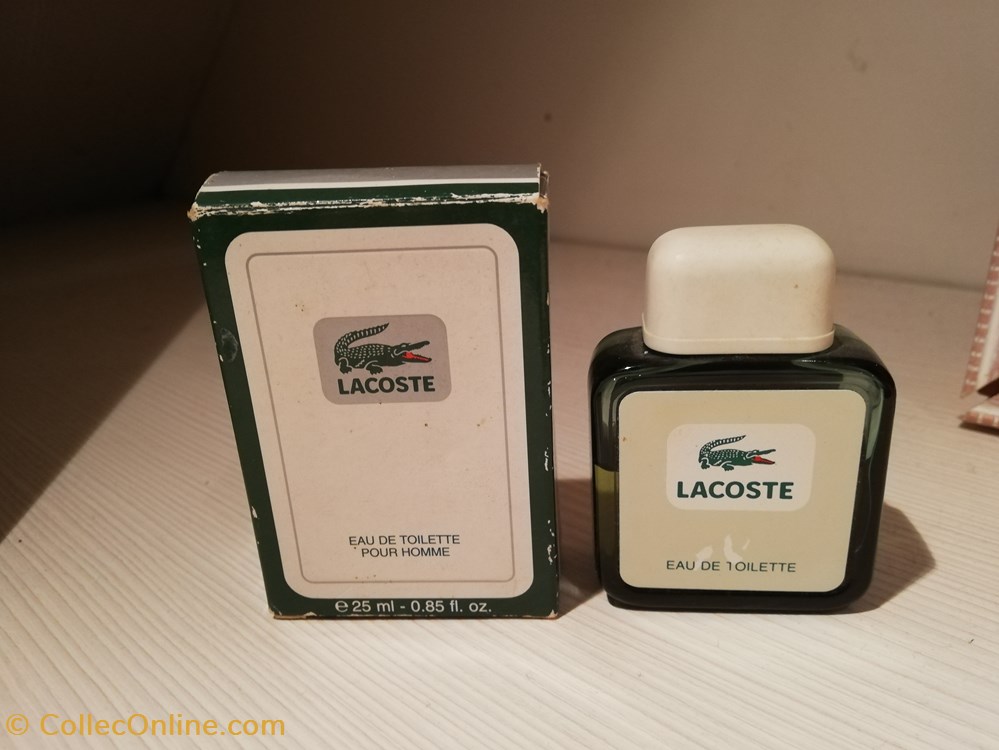 LACOSTE
EAU DE TOILETTE
POUR HOMME
℮ 25 ml - 0.85 fl. oz.
LACOSTE
EAU DE TOILETTE
© CollecOnline.com